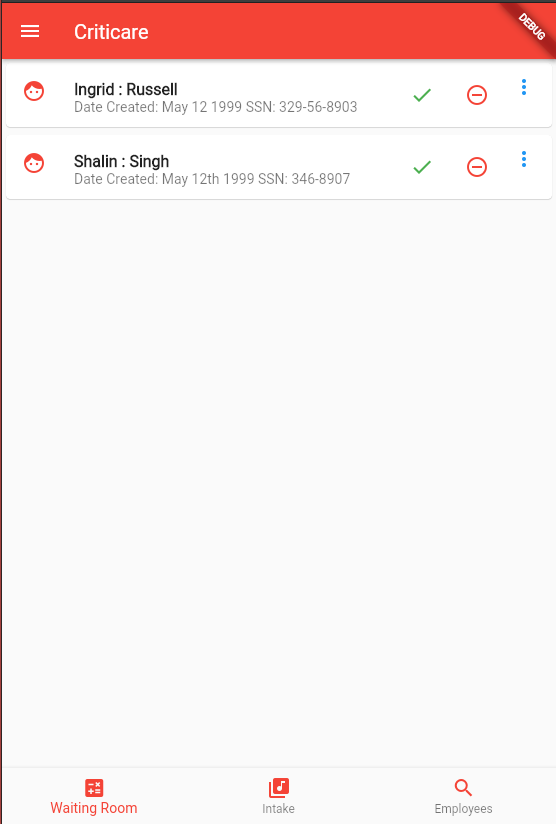 Criticare
DEBUG
Ingrid : Russell
Date Created: May 12 1999 SSN: 329-56-8903
Shalin : Singh
Date Created: May 12th 1999 SSN: 346-8907
Waiting Room
Intake
Employees